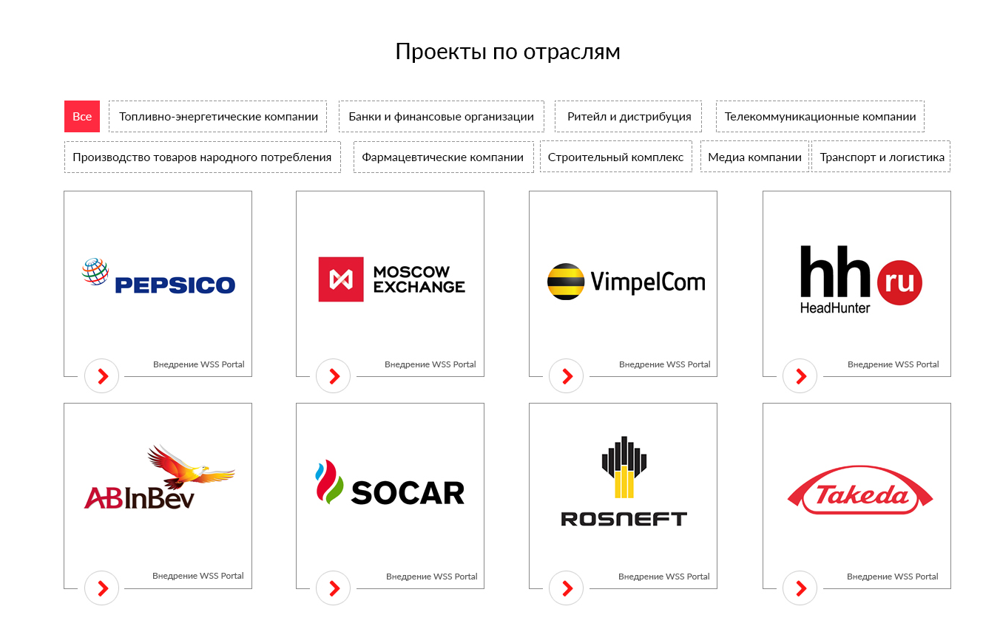 Проекты по отраслям
Все
Топливно-энергетические компании
Банки и финансовые организации
Ритейл и дистрибуция
Телекоммуникационные компании
Производство товаров народного потребления
Фармацевтические компании
Строительный комплекс
Медиа компании
Транспорт и логистика
PEPSICO
Внедрение WSS Portal
MOSCOW
EXCHANGE
Внедрение WSS Portal
VimpelCom
Внедрение WSS Portal
hh ru
HeadHunter
Внедрение WSS Portal
ABInBev
Внедрение WSS Portal
SOCAR
Внедрение WSS Portal
ROSNEFT
Внедрение WSS Portal
Takeda
Внедрение WSS Portal